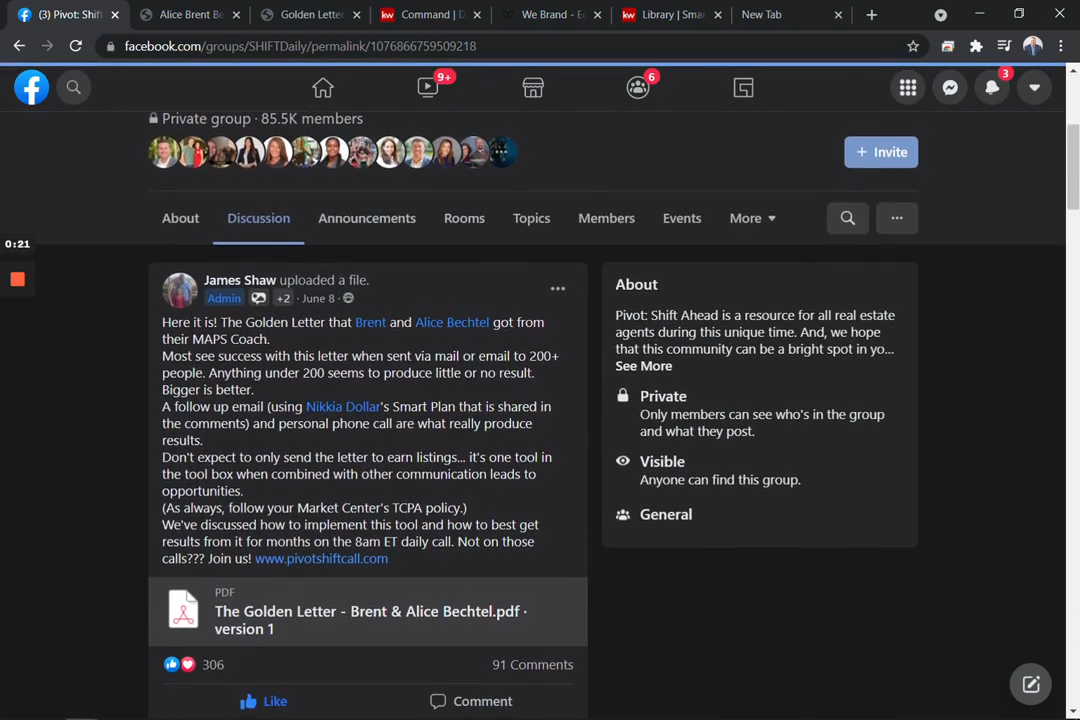 (3) Pivot: Shift
Alice Brent Be
Golden Letter
Command | D
We Brand - Ec
Library | Smar
New Tab
facebook.com/groups/SHIFTDaily/permalink/1076866759509218
9+
6
3
Private group · 85.5K members
+ Invite
About
Discussion
Announcements
Rooms
Topics
Members
Events
More
0:21
James Shaw uploaded a file.
Admin +2 · June 8 ·
Here it is! The Golden Letter that Brent and Alice Bechtel got from
their MAPS Coach.
Most see success with this letter when sent via mail or email to 200+
people. Anything under 200 seems to produce little or no result.
Bigger is better.
A follow up email (using Nikkia Dollar's Smart Plan that is shared in
the comments) and personal phone call are what really produce
results.
Don't expect to only send the letter to earn listings... it's one tool in
the tool box when combined with other communication leads to
opportunities.
(As always, follow your Market Center's TCPA policy.)
We've discussed how to implement this tool and how to best get
results from it for months on the 8am ET daily call. Not on those
calls??? Join us! www.pivotshiftcall.com
PDF
The Golden Letter - Brent & Alice Bechtel.pdf ·
version 1
306
91 Comments
Like
Comment
About
Pivot: Shift Ahead is a resource for all real estate
agents during this unique time. And, we hope
that this community can be a bright spot in yo...
See More
Private
Only members can see who's in the group
and what they post.
Visible
Anyone can find this group.
General